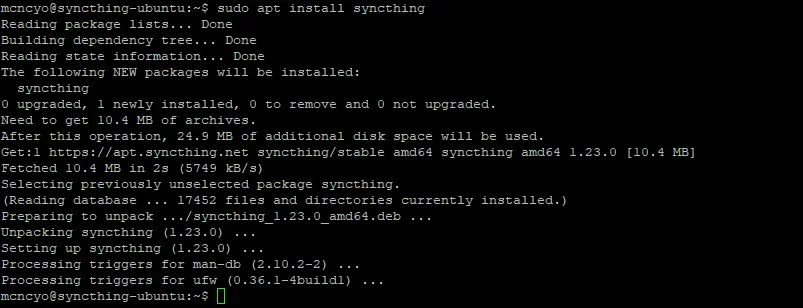 mcncyo@syncthing-ubuntu:~$ sudo apt install syncthing
Reading package lists... Done
Building dependency tree... Done
Reading state information... Done
The following NEW packages will be installed:
  syncthing
0 upgraded, 1 newly installed, 0 to remove and 0 not upgraded.
Need to get 10.4 MB of archives.
After this operation, 24.9 MB of additional disk space will be used.
Get:1 https://apt.syncthing.net syncthing/stable amd64 syncthing amd64 1.23.0 [10.4 MB]
Fetched 10.4 MB in 2s (5749 kB/s)
Selecting previously unselected package syncthing.
(Reading database ... 17452 files and directories currently installed.)
Preparing to unpack .../syncthing_1.23.0_amd64.deb ...
Unpacking syncthing (1.23.0) ...
Setting up syncthing (1.23.0) ...
Processing triggers for man-db (2.10.2-2) ...
Processing triggers for ufw (0.36.1-4build1) ...
mcncyo@syncthing-ubuntu:~$